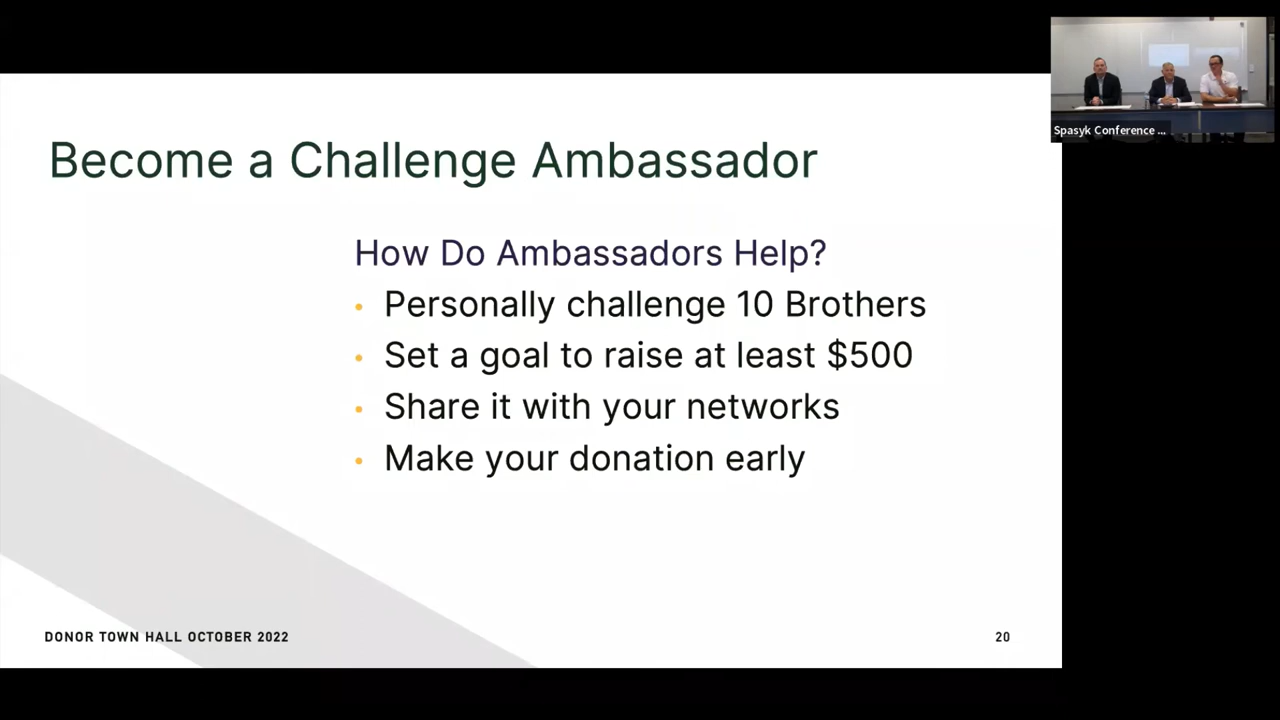 Become a Challenge Ambassador
How Do Ambassadors Help?
• Personally challenge 10 Brothers
• Set a goal to raise at least $500
• Share it with your networks
• Make your donation early
DONOR TOWN HALL OCTOBER 2022
20
Spasyk Conference ...